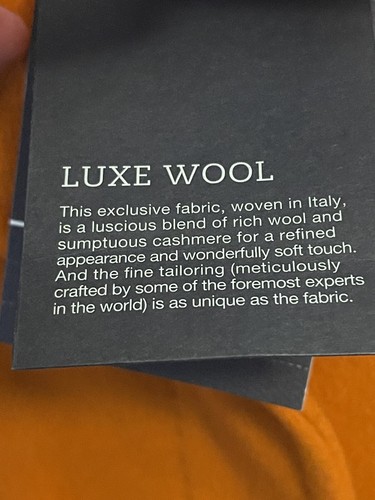 LUXE WOOL
This exclusive fabric, woven in Italy,
is a luscious blend of rich wool and
sumptuous cashmere for a refined
appearance and wonderfully soft touch.
And the fine tailoring (meticulously
crafted by some of the foremost experts
in the world) is as unique as the fabric.